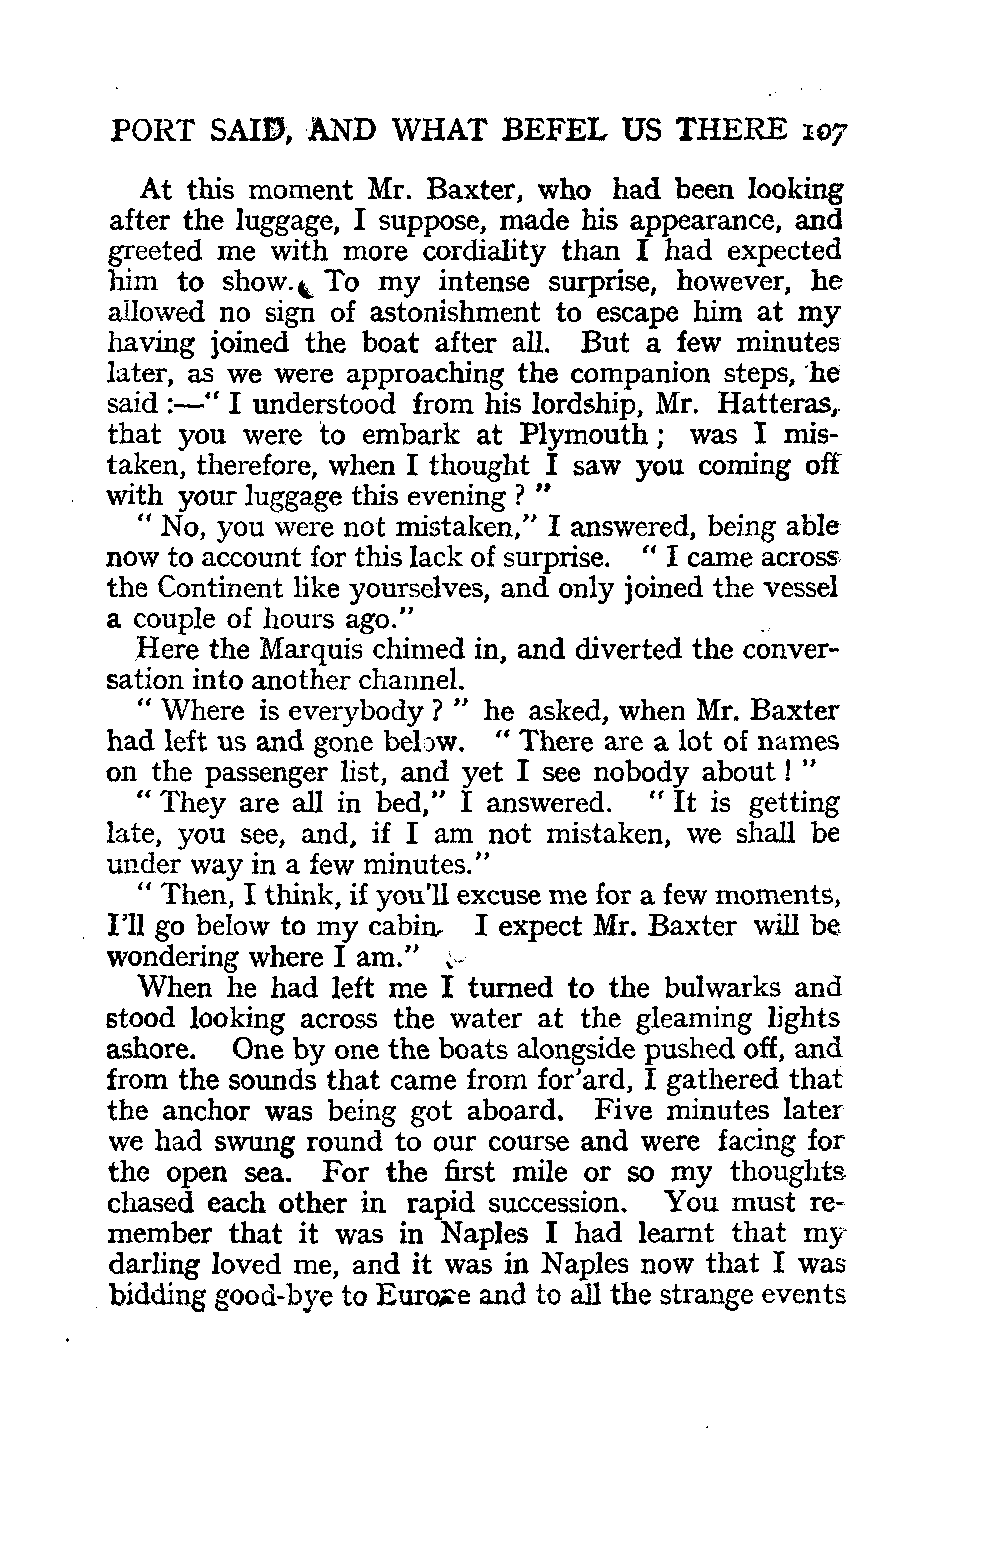 PORT SAID, AND WHAT BEFEL US THERE 107
At this moment Mr. Baxter, who had been looking
after the luggage, I suppose, made his appearance, and
greeted me with more cordiality than I had expected
him to show. To my intense surprise, however, he
allowed no sign of astonishment to escape him at my
having joined the boat after all. But a few minutes
later, as we were approaching the companion steps, he
said :—" I understood from his lordship, Mr. Hatteras,
that you were to embark at Plymouth ; was I mis-
taken, therefore, when I thought I saw you coming off
with your luggage this evening ? "
" No, you were not mistaken," I answered, being able
now to account for this lack of surprise. " I came across
the Continent like yourselves, and only joined the vessel
a couple of hours ago."
Here the Marquis chimed in, and diverted the conver-
sation into another channel.
" Where is everybody ? " he asked, when Mr. Baxter
had left us and gone below. " There are a lot of names
on the passenger list, and yet I see nobody about ! "
" They are all in bed," I answered. " It is getting
late, you see, and, if I am not mistaken, we shall be
under way in a few minutes."
" Then, I think, if you'll excuse me for a few moments,
I'll go below to my cabin. I expect Mr. Baxter will be
wondering where I am."
When he had left me I turned to the bulwarks and
stood looking across the water at the gleaming lights
ashore. One by one the boats alongside pushed off, and
from the sounds that came from for'ard, I gathered that
the anchor was being got aboard. Five minutes later
we had swung round to our course and were facing for
the open sea. For the first mile or so my thoughts
chased each other in rapid succession. You must re-
member that it was in Naples I had learnt that my
darling loved me, and it was in Naples now that I was
bidding good-bye to Europe and to all the strange events